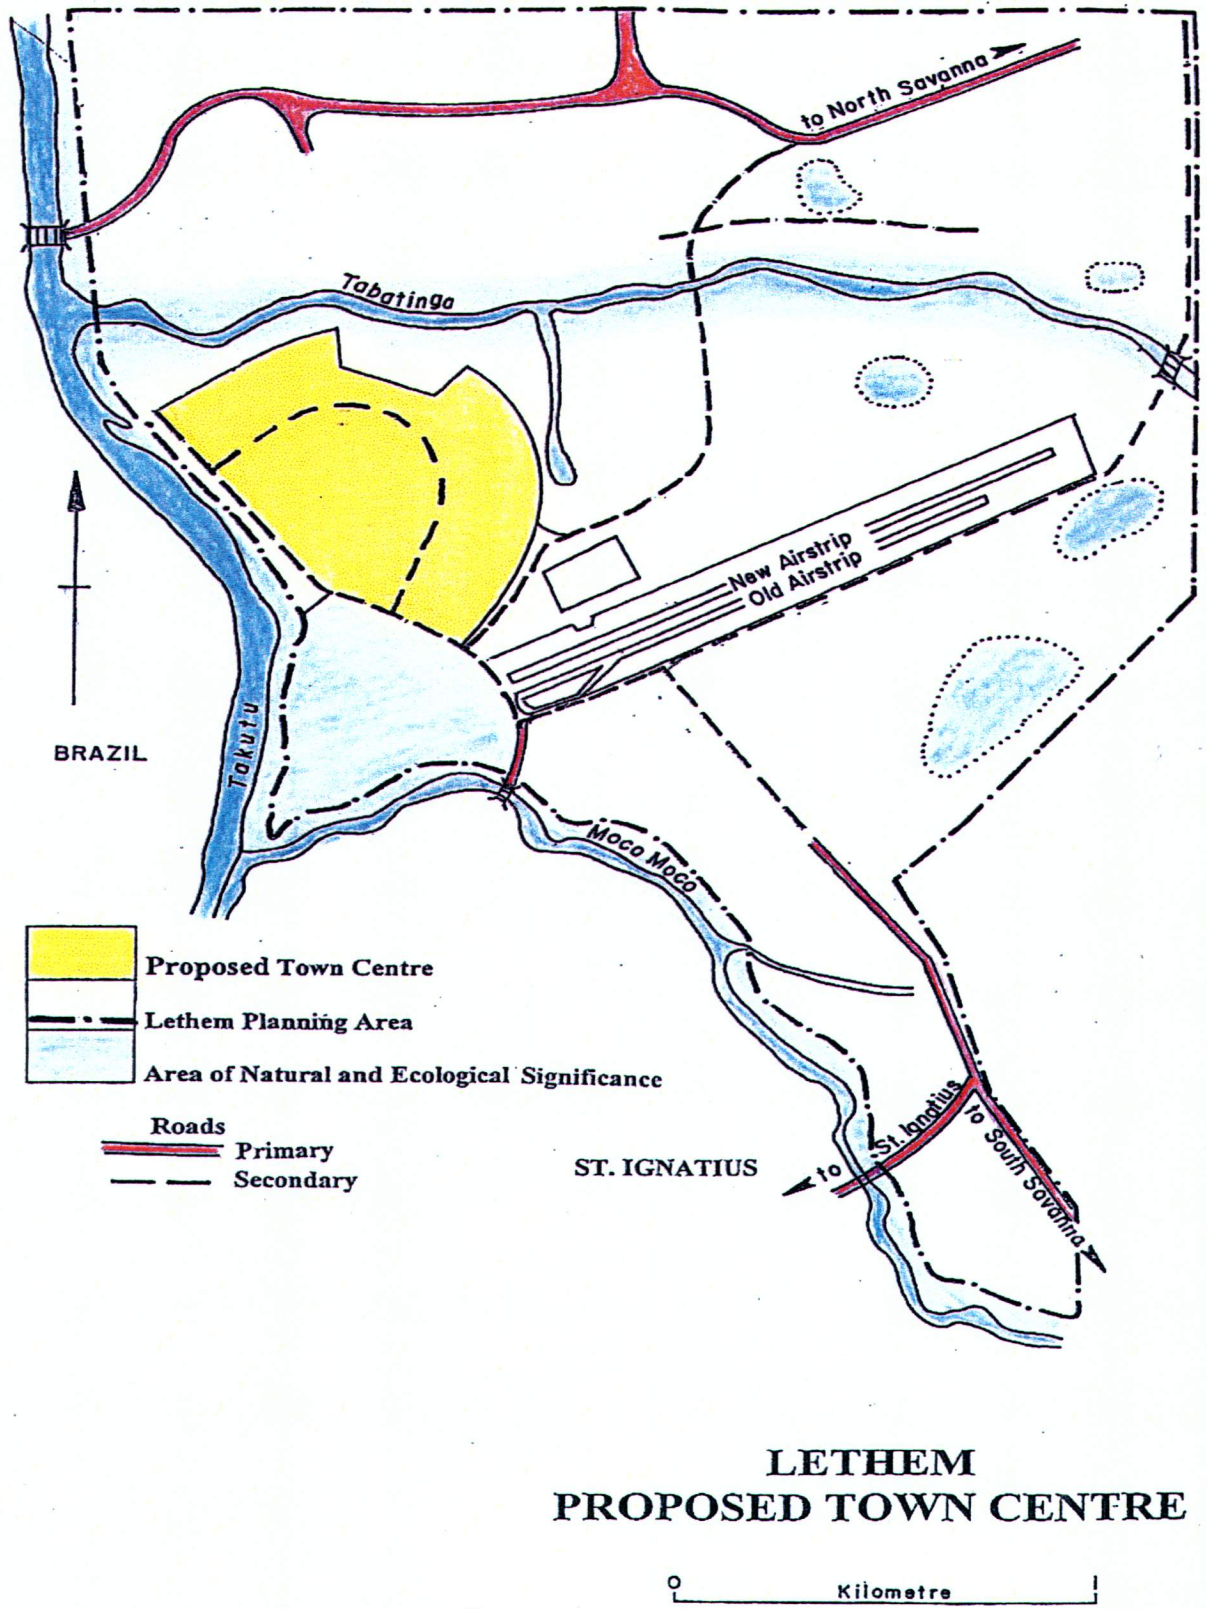 to North Savanna
Tabatinga
New Airstrip
Old Airstrip
BRAZIL
Takutu
Moco Moco
Proposed Town Centre
Lethem Planning Area
Area of Natural and Ecological Significance
Roads
Primary
Secondary
ST. IGNATIUS
to St. Ignatius
to South Savanna
LETHEM
PROPOSED TOWN CENTRE
0 Kilometre 1